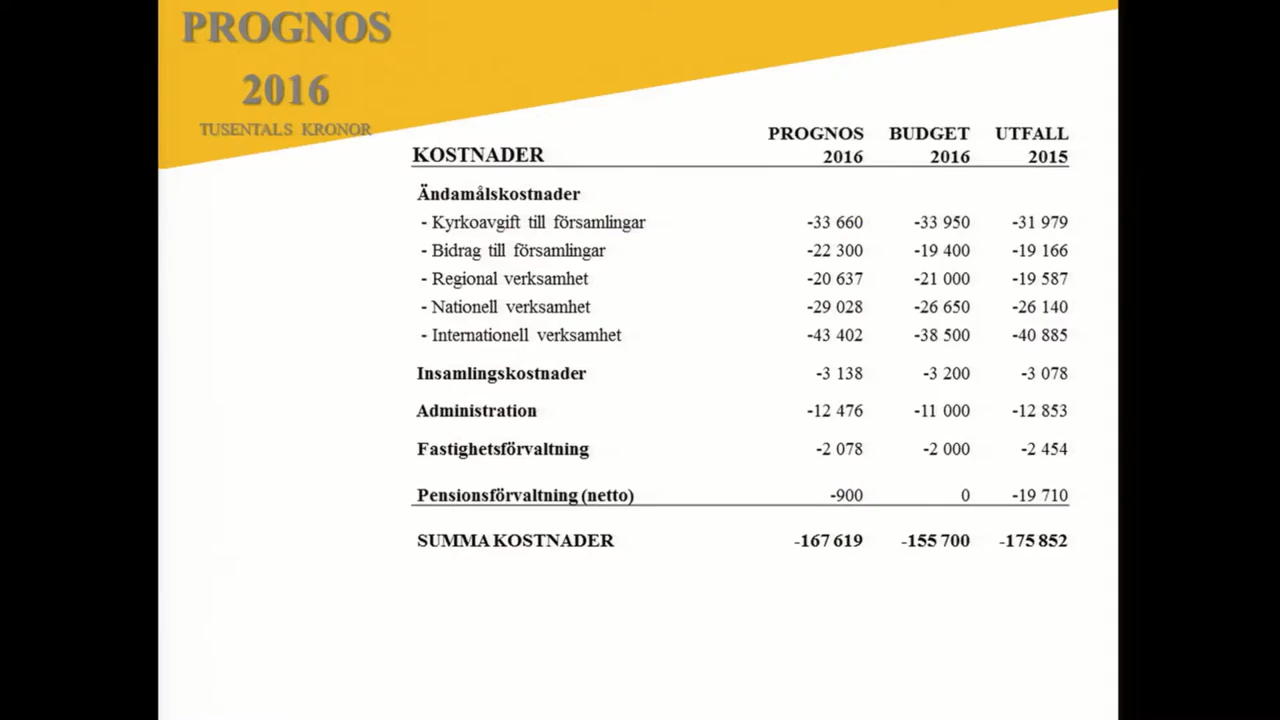 PROGNOS
2016
TUSENTALS KRONOR
PROGNOS BUDGET UTFALL
KOSTNADER 2016 2016 2015
Ändamålskostnader
- Kyrkoavgift till församlingar -33 660 -33 950 -31 979
- Bidrag till församlingar -22 300 -19 400 -19 166
- Regional verksamhet -20 637 -21 000 -19 587
- Nationell verksamhet -29 028 -26 650 -26 140
- Internationell verksamhet -43 402 -38 500 -40 885
Insamlingskostnader -3 138 -3 200 -3 078
Administration -12 476 -11 000 -12 853
Fastighetsförvaltning -2 078 -2 000 -2 454
Pensionsförvaltning (netto) -900 0 -19 710
SUMMA KOSTNADER -167 619 -155 700 -175 852